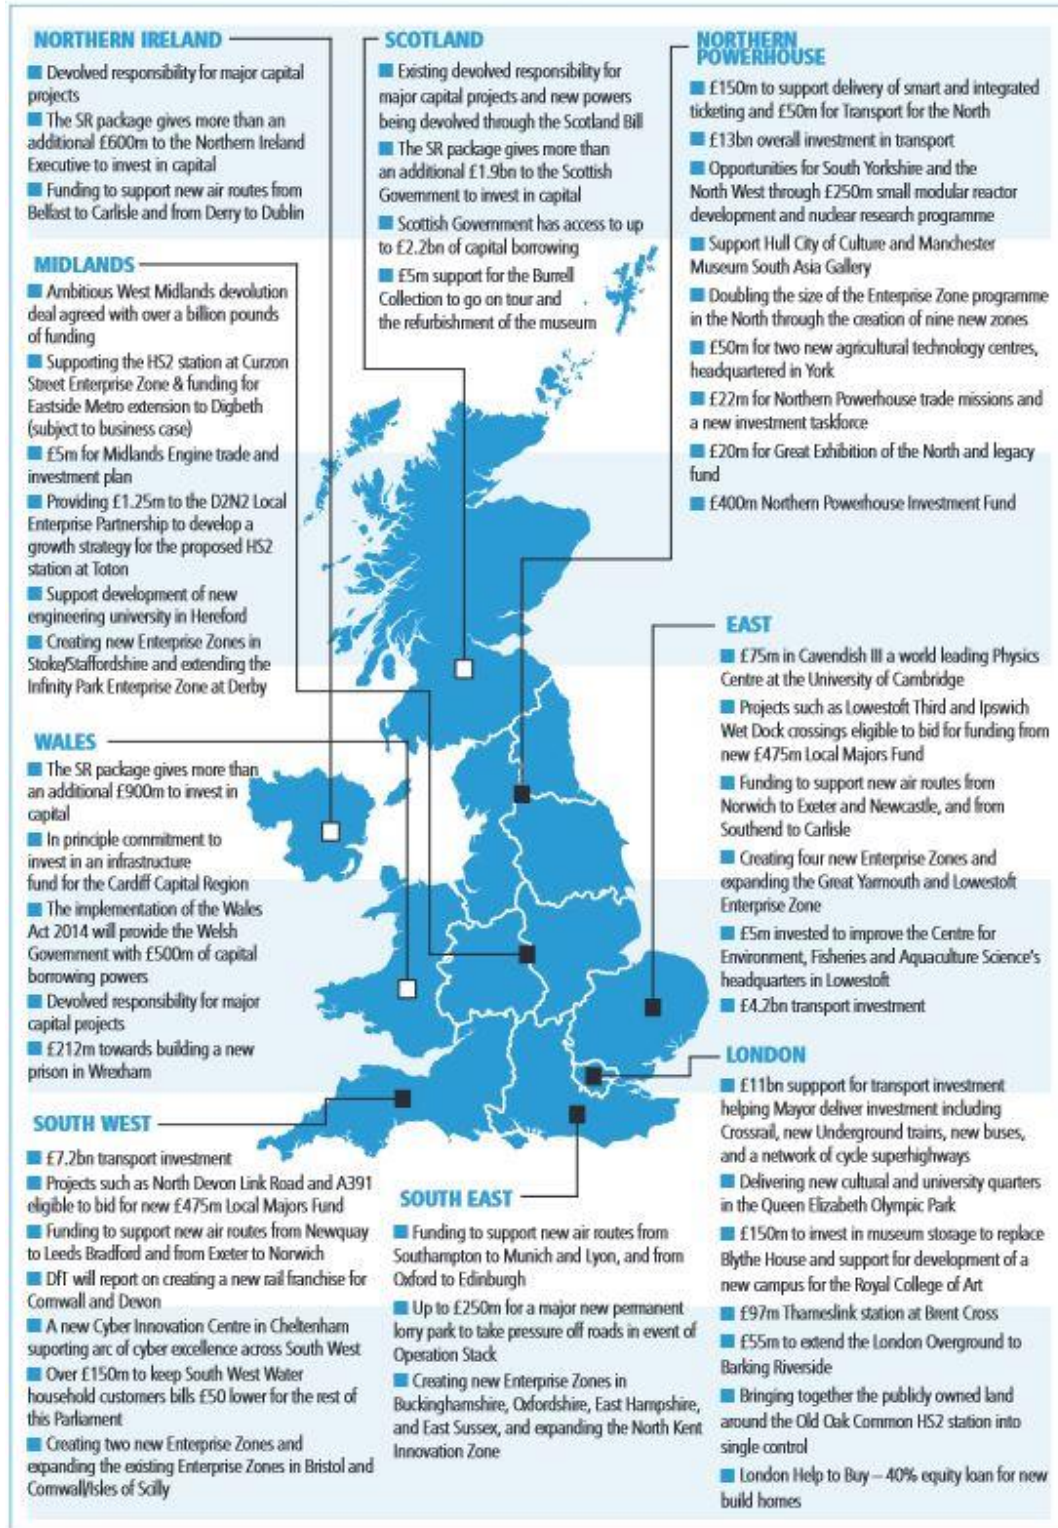 NORTHERN IRELAND
Devolved responsibility for major capital
projects
The SR package gives more than an
additional £600m to the Northern Ireland
Executive to invest in capital
Funding to support new air routes from
Belfast to Carlisle and from Derry to Dublin
MIDLANDS
Ambitious West Midlands devolution
deal agreed with over a billion pounds
of funding
Supporting the HS2 station at Curzon
Street Enterprise Zone & funding for
Eastside Metro extension to Digbeth
(subject to business case)
£5m for Midlands Engine trade and
investment plan
Providing £1.25m to the D2N2 Local
Enterprise Partnership to develop a
growth strategy for the proposed HS2
station at Toton
Support development of new
engineering university in Hereford
Creating new Enterprise Zones in
Stoke/Staffordshire and extending the
Infinity Park Enterprise Zone at Derby
WALES
The SR package gives more than
an additional £900m to invest in
capital
In principle commitment to
invest in an infrastructure
fund for the Cardiff Capital Region
The implementation of the Wales
Act 2014 will provide the Welsh
Government with £500m of capital
borrowing powers
Devolved responsibility for major
capital projects
£212m towards building a new
prison in Wrexham
SOUTH WEST
£7.2bn transport investment
Projects such as North Devon Link Road and A391
eligible to bid for new £475m Local Majors Fund
Funding to support new air routes from Newquay
to Leeds Bradford and from Exeter to Norwich
DfT will report on creating a new rail franchise for
Cornwall and Devon
A new Cyber Innovation Centre in Cheltenham
suporting arc of cyber excellence across South West
Over £150m to keep South West Water
household customers bills £50 lower for the rest of
this Parliament
Creating two new Enterprise Zones and
expanding the existing Enterprise Zones in Bristol and
Cornwall/Isles of Scilly
SCOTLAND
Existing devolved responsibility for
major capital projects and new powers
being devolved through the Scotland Bill
The SR package gives more than
an additional £1.9bn to the Scottish
Government to invest in capital
Scottish Government has access to up
to £2.2bn of capital borrowing
£5m support for the Burrell
Collection to go on tour and
the refurbishment of the museum
SOUTH EAST
Funding to support new air routes from
Southampton to Munich and Lyon, and from
Oxford to Edinburgh
Up to £250m for a major new permanent
lorry park to take pressure off roads in event of
Operation Stack
Creating new Enterprise Zones in
Buckinghamshire, Oxfordshire, East Hampshire,
and East Sussex, and expanding the North Kent
Innovation Zone
NORTHERN
POWERHOUSE
£150m to support delivery of smart and integrated
ticketing and £50m for Transport for the North
£13bn overall investment in transport
Opportunities for South Yorkshire and the
North West through £250m small modular reactor
development and nuclear research programme
Support Hull City of Culture and Manchester
Museum South Asia Gallery
Doubling the size of the Enterprise Zone programme
in the North through the creation of nine new zones
£50m for two new agricultural technology centres,
headquartered in York
£22m for Northern Powerhouse trade missions and
a new investment taskforce
£20m for Great Exhibition of the North and legacy
fund
£400m Northern Powerhouse Investment Fund
EAST
£75m in Cavendish III a world leading Physics
Centre at the University of Cambridge
Projects such as Lowestoft Third and Ipswich
Wet Dock crossings eligible to bid for funding from
new £475m Local Majors Fund
Funding to support new air routes from
Norwich to Exeter and Newcastle, and from
Southend to Carlisle
Creating four new Enterprise Zones and
expanding the Great Yarmouth and Lowestoft
Enterprise Zone
£5m invested to improve the Centre for
Environment, Fisheries and Aquaculture Science's
headquarters in Lowestoft
£4.2bn transport investment
LONDON
£11bn suppport for transport investment
helping Mayor deliver investment including
Crossrail, new Underground trains, new buses,
and a network of cycle superhighways
Delivering new cultural and university quarters
in the Queen Elizabeth Olympic Park
£150m to invest in museum storage to replace
Blythe House and support for development of a
new campus for the Royal College of Art
£97m Thameslink station at Brent Cross
£55m to extend the London Overground to
Barking Riverside
Bringing together the publicly owned land
around the Old Oak Common HS2 station into
single control
London Help to Buy – 40% equity loan for new
build homes